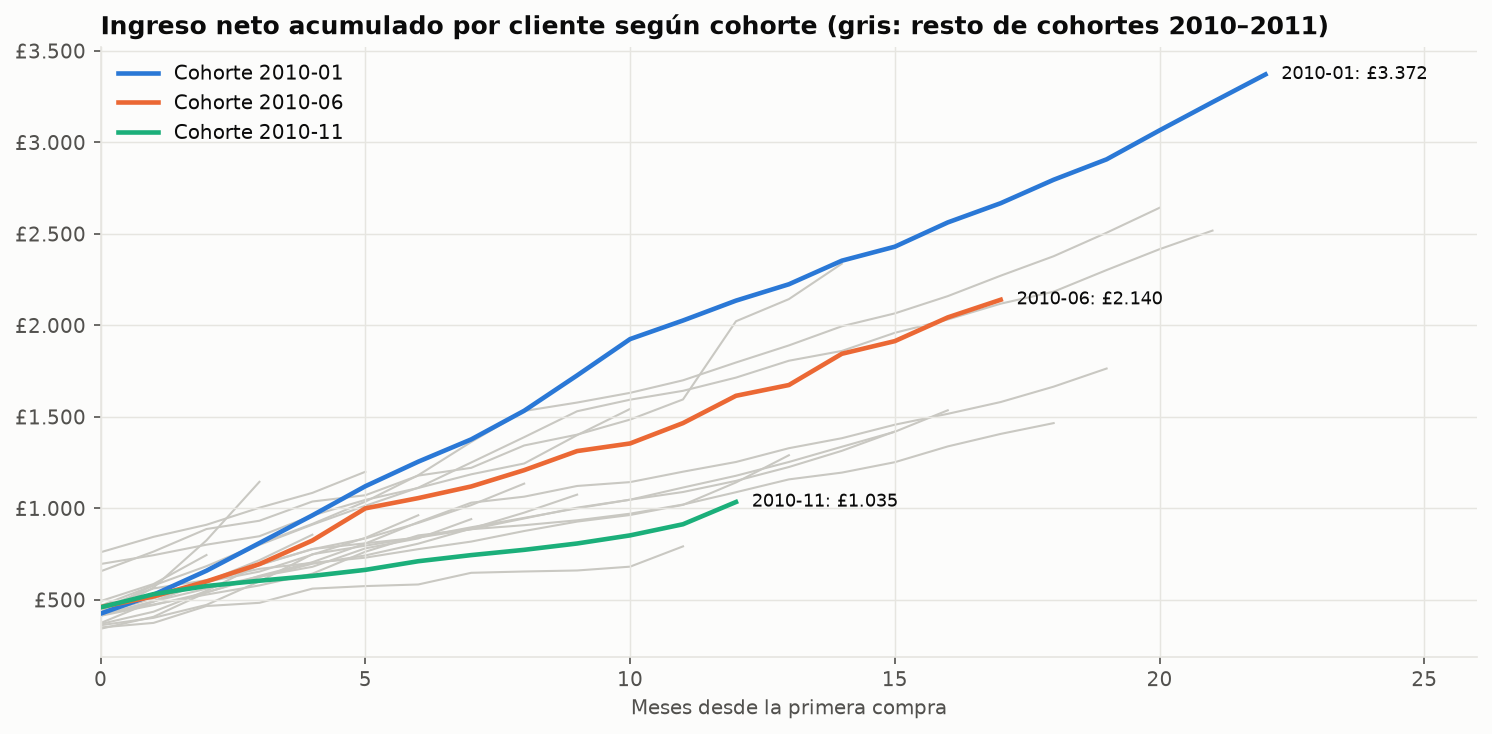 Ingreso neto acumulado por cliente según cohorte (gris: resto de cohortes 2010–2011)
£3.500
£3.000
£2.500
£2.000
£1.500
£1.000
£500
Cohorte 2010-01
Cohorte 2010-06
Cohorte 2010-11
2010-01: £3.372
2010-06: £2.140
2010-11: £1.035
0 5 10 15 20 25
Meses desde la primera compra